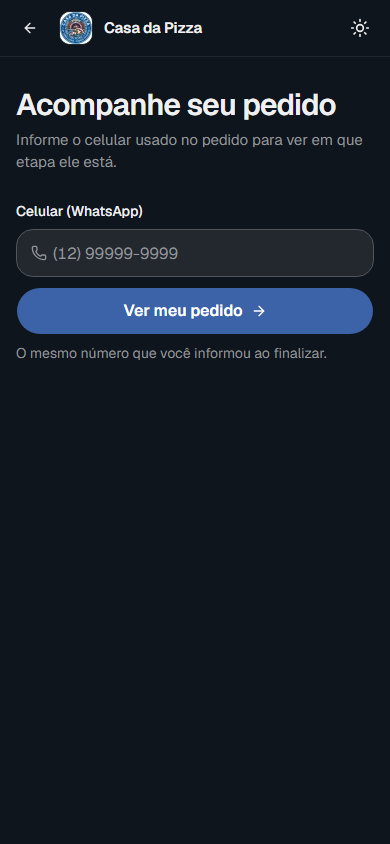 Casa da Pizza
Acompanhe seu pedido
Informe o celular usado no pedido para ver em que
etapa ele está.
Celular (WhatsApp)
(12) 99999-9999
Ver meu pedido
O mesmo número que você informou ao finalizar.